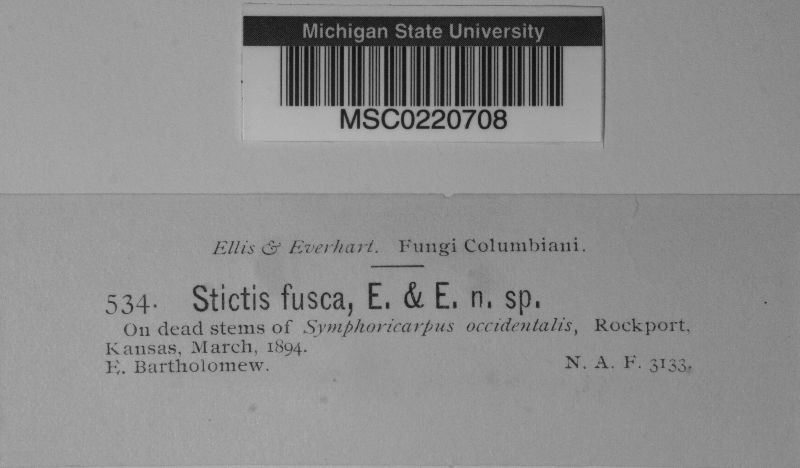 Michigan State University
MSC0220708
Ellis & Everhart. Fungi Columbiani.
534. Stictis fusca, E. & E. n. sp.
On dead stems of Symphoricarpus occidentalis, Rockport,
Kansas, March, 1894.
E. Bartholomew. N. A. F. 3133.